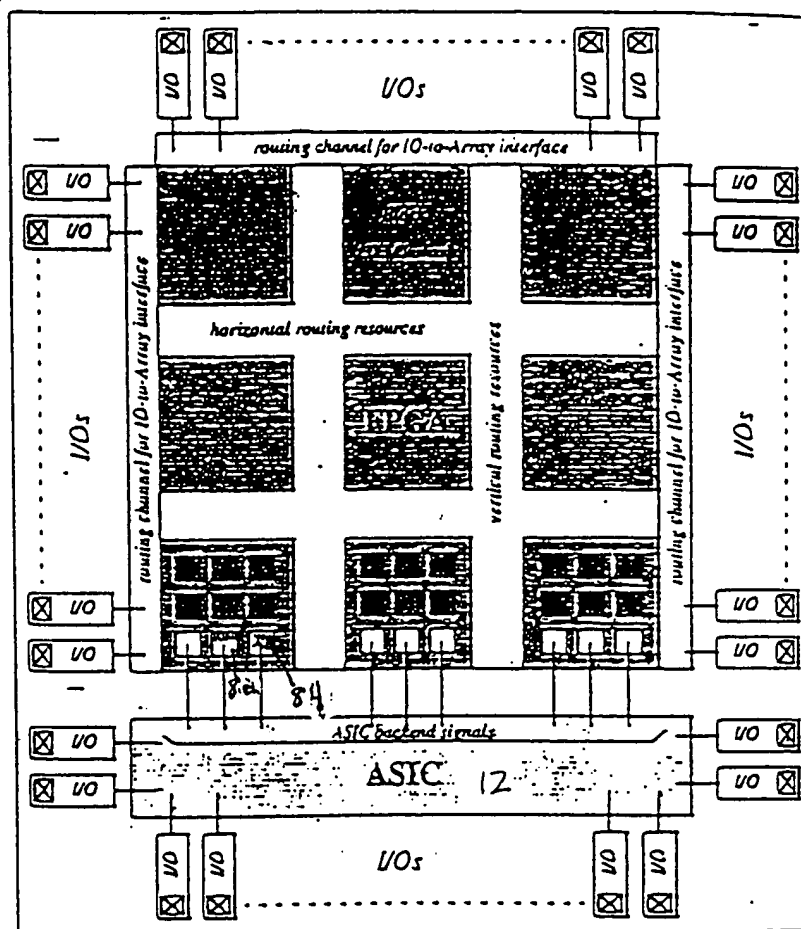 I/O I/O I/O I/O
I/Os
routing channel for IO-to-Array interface
I/O I/O
I/O I/O
routing channel for IO-to-Array interface
routing channel for IO-to-Array interface
horizontal routing resources
vertical routing resources
FPGA
I/Os
I/Os
I/O I/O
I/O I/O
84
ASIC backend signals
I/O I/O
ASIC 12
I/O I/O
I/O I/O I/O I/O
I/Os